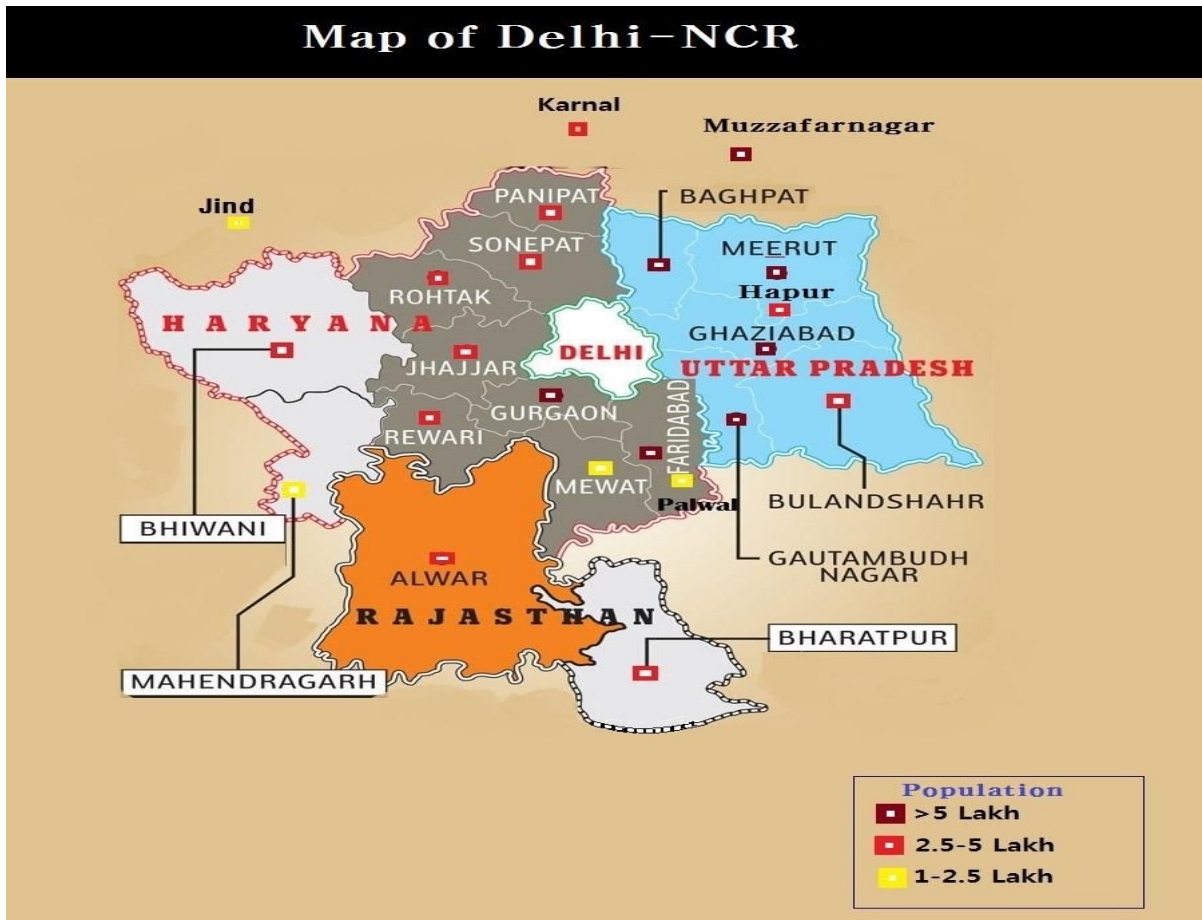 Map of Delhi-NCR
Karnal
Muzzafarnagar
PANIPAT
BAGHPAT
Jind
SONEPAT
MEERUT
ROHTAK
Hapur
HARYANA
GHAZIABAD
DELHI
JHAJJAR
UTTAR PRADESH
GURGAON
FARIDABAD
REWARI
MEWAT
Palwal
BULANDSHAHR
BHIWANI
GAUTAMBUDH
NAGAR
ALWAR
RAJASTHAN
BHARATPUR
MAHENDRAGARH
Population
>5 Lakh
2.5-5 Lakh
1-2.5 Lakh